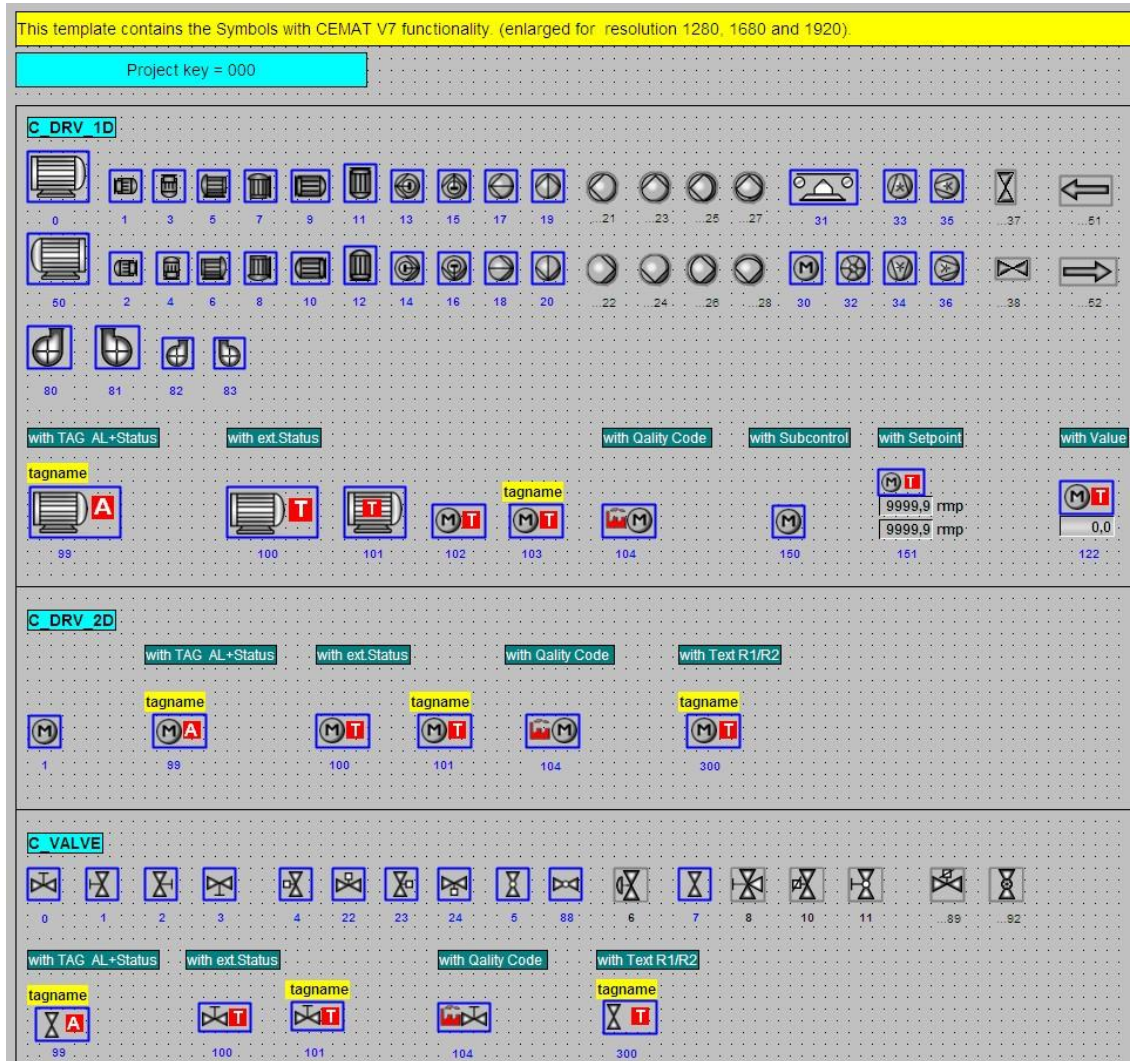 This template contains the Symbols with CEMAT V7 functionality. (enlarged for resolution 1280, 1680 and 1920).
Project key = 000
C_DRV_1D
0 1 3 5 7 9 11 13 15 17 19 ...21 ...23 ...25 ...27 31 33 35 ...37 ...51
M
50 2 4 6 8 10 12 14 16 18 20 ...22 ...24 ...26 ...28 30 32 34 36 ...38 ...52
80 81 82 83
with TAG AL+Status with ext.Status with Qality Code with Subcontrol with Setpoint with Value
tagname
M T
tagname
A T T M T M T M M 9999,9 rmp M T
9999,9 rmp 0,0
99 100 101 102 103 104 150 151 122
C_DRV_2D
with TAG AL+Status with ext.Status with Qality Code with Text R1/R2
tagname tagname tagname
M M A M T M T M M T
1 99 100 101 104 300
C_VALVE
0 1 2 3 4 22 23 24 5 88 6 7 8 10 11 ...89 ...92
with TAG AL+Status with ext.Status with Qality Code with Text R1/R2
tagname tagname tagname
A T T T
99 100 101 104 300